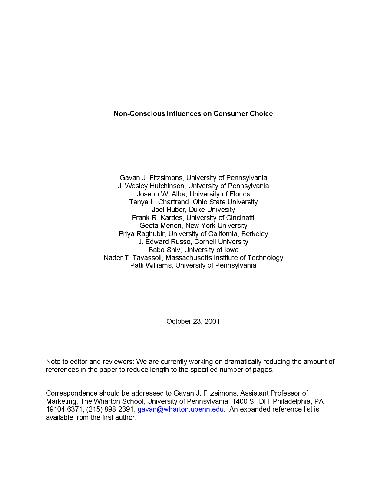 Non-Conscious Influences on Consumer Choice
Gavan J. Fitzsimons, University of Pennsylvania
J. Wesley Hutchinson, University of Pennsylvania
Joseph W. Alba, University of Florida
Tanya L. Chartrand, Ohio State University
Joel Huber, Duke University
Frank R. Kardes, University of Cincinnati
Geeta Menon, New York University
Priya Raghubir, University of California, Berkeley
J. Edward Russo, Cornell University
Baba Shiv, University of Iowa
Nader T. Tavassoli, Massachusetts Institute of Technology
Patti Williams, University of Pennsylvania
October 23, 2001
Note to editor and reviewers: We are currently working on dramatically reducing the amount of
references in the paper to reduce length to the specified number of pages.
Correspondence should be addressed to Gavan J. Fitzsimons, Assistant Professor of
Marketing, The Wharton School, University of Pennsylvania, 1400 SHDH, Philadelphia, PA
19104-6371, (215) gavan@wharton.upenn.edu. An expanded reference list is
available from the first author.